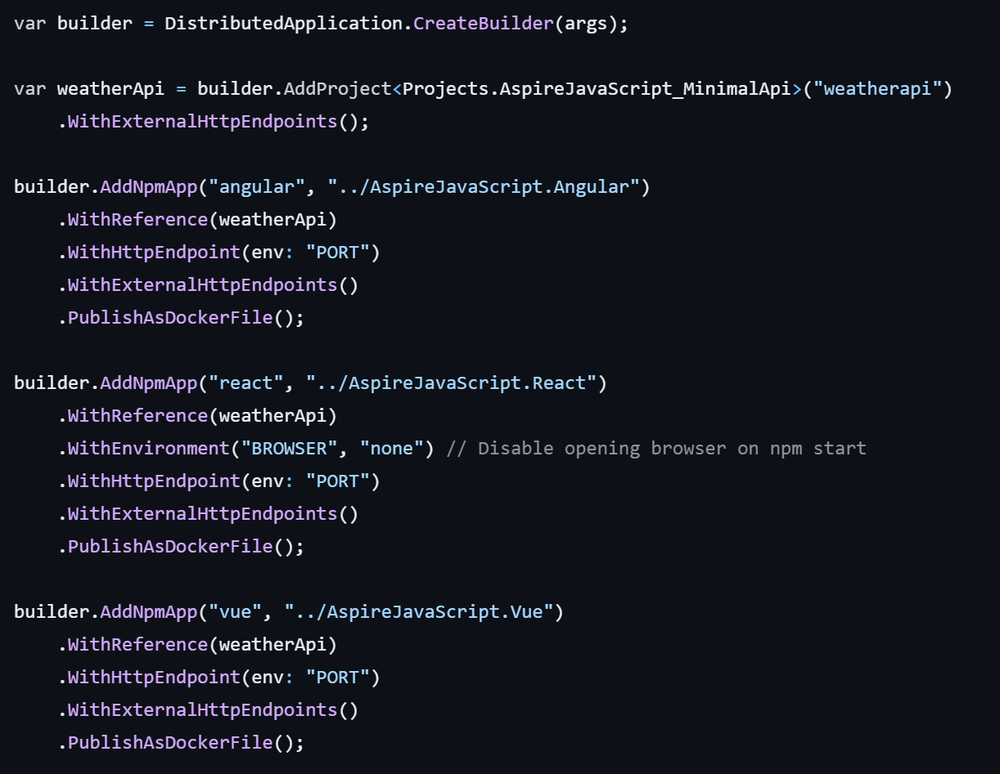 var builder = DistributedApplication.CreateBuilder(args);

var weatherApi = builder.AddProject<Projects.AspireJavaScript_MinimalApi>("weatherapi")
    .WithExternalHttpEndpoints();

builder.AddNpmApp("angular", "../AspireJavaScript.Angular")
    .WithReference(weatherApi)
    .WithHttpEndpoint(env: "PORT")
    .WithExternalHttpEndpoints()
    .PublishAsDockerFile();

builder.AddNpmApp("react", "../AspireJavaScript.React")
    .WithReference(weatherApi)
    .WithEnvironment("BROWSER", "none") // Disable opening browser on npm start
    .WithHttpEndpoint(env: "PORT")
    .WithExternalHttpEndpoints()
    .PublishAsDockerFile();

builder.AddNpmApp("vue", "../AspireJavaScript.Vue")
    .WithReference(weatherApi)
    .WithHttpEndpoint(env: "PORT")
    .WithExternalHttpEndpoints()
    .PublishAsDockerFile();